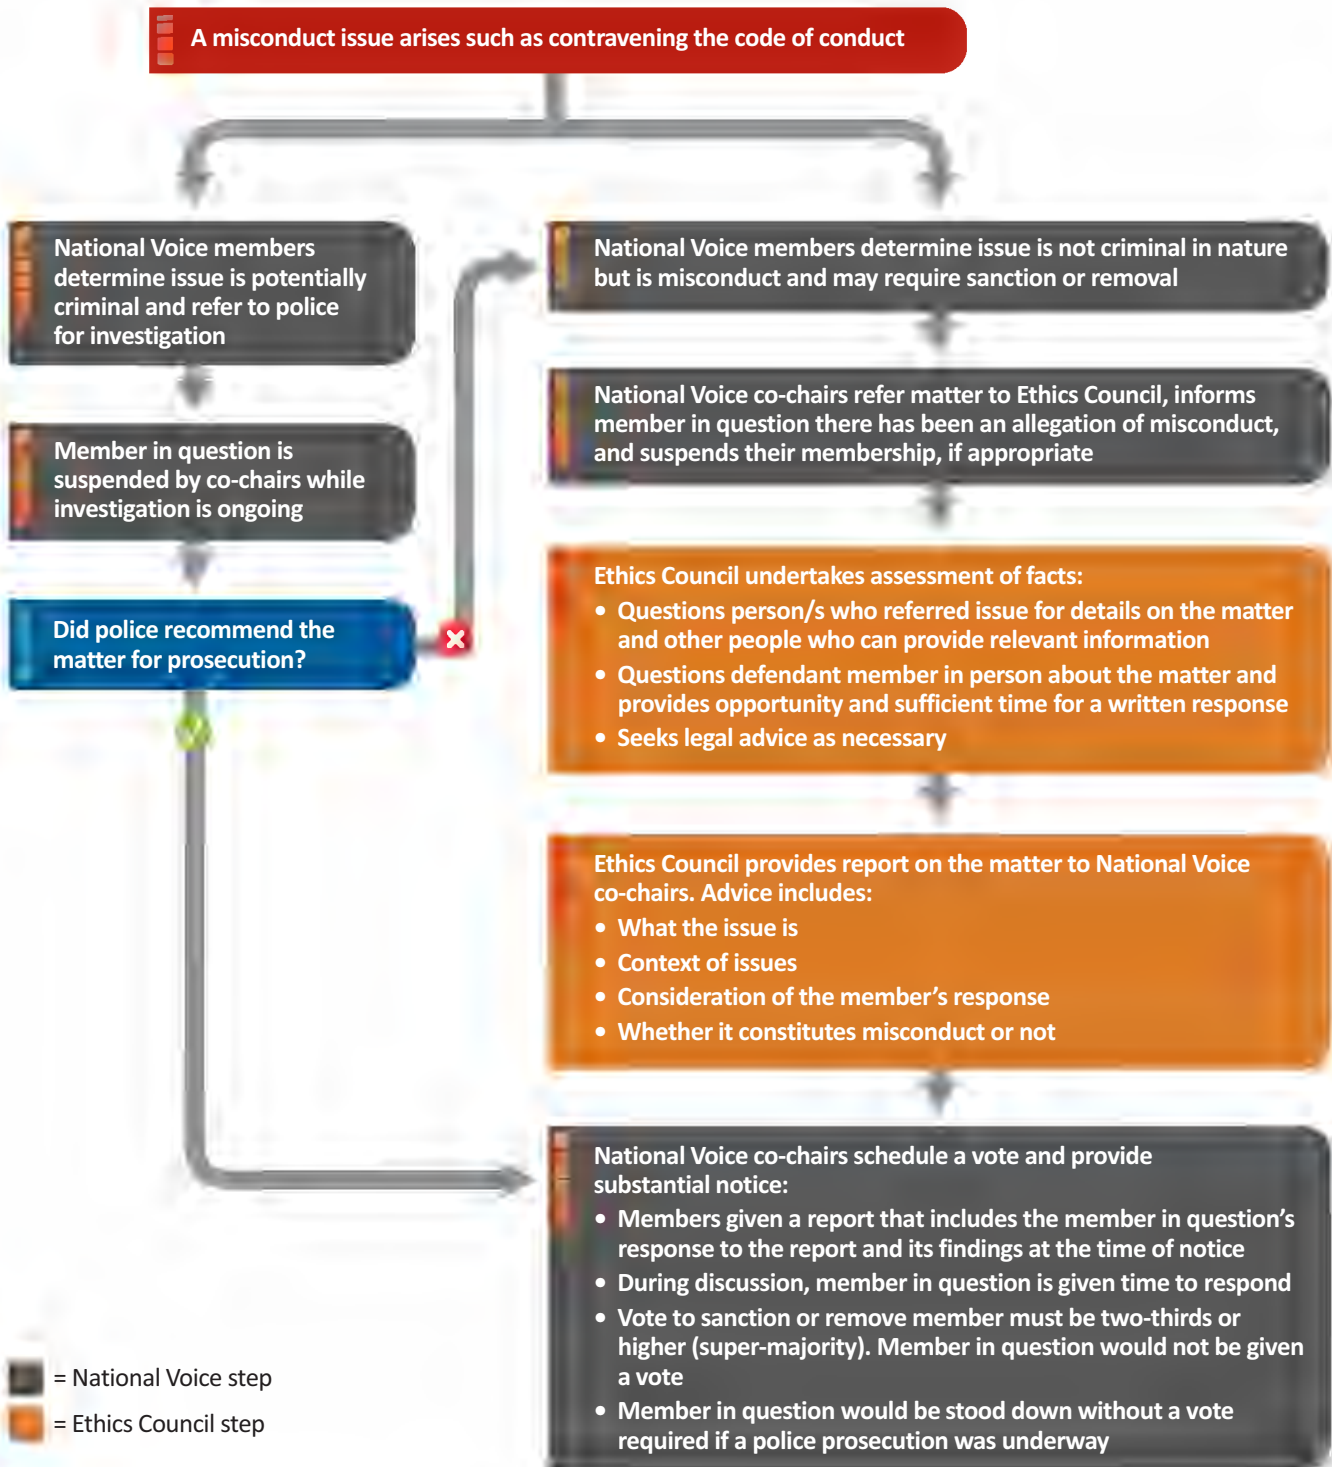 A misconduct issue arises such as contravening the code of conduct
National Voice members
determine issue is potentially
criminal and refer to police
for investigation
Member in question is
suspended by co-chairs while
investigation is ongoing
Did police recommend the
matter for prosecution?
National Voice members determine issue is not criminal in nature
but is misconduct and may require sanction or removal
National Voice co-chairs refer matter to Ethics Council, informs
member in question there has been an allegation of misconduct,
and suspends their membership, if appropriate
Ethics Council undertakes assessment of facts:
• Questions person/s who referred issue for details on the matter
and other people who can provide relevant information
• Questions defendant member in person about the matter and
provides opportunity and sufficient time for a written response
• Seeks legal advice as necessary
Ethics Council provides report on the matter to National Voice
co-chairs. Advice includes:
• What the issue is
• Context of issues
• Consideration of the member’s response
• Whether it constitutes misconduct or not
National Voice co-chairs schedule a vote and provide
substantial notice:
• Members given a report that includes the member in question’s
response to the report and its findings at the time of notice
• During discussion, member in question is given time to respond
• Vote to sanction or remove member must be two-thirds or
higher (super-majority). Member in question would not be given
a vote
• Member in question would be stood down without a vote
required if a police prosecution was underway
= National Voice step
= Ethics Council step